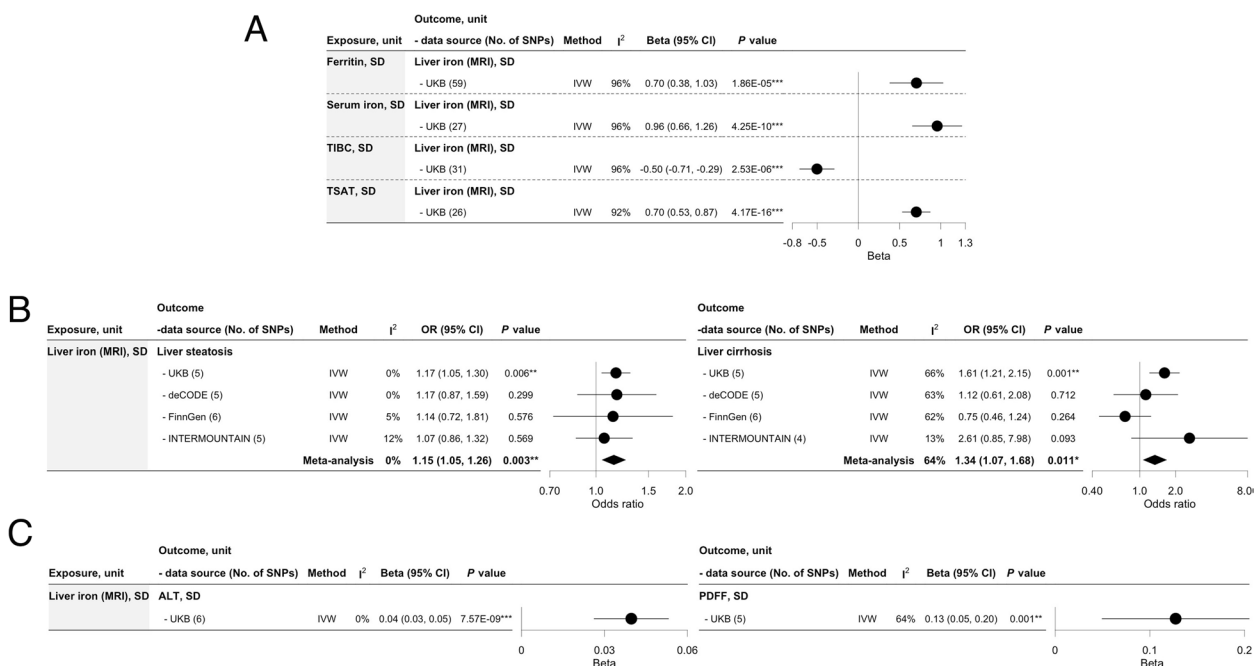 A
Outcome, unit
Exposure, unit - data source (No. of SNPs) Method I² Beta (95% CI) P value
Ferritin, SD Liver iron (MRI), SD
- UKB (59) IVW 96% 0.70 (0.38, 1.03) 1.86E-05***
Serum iron, SD Liver iron (MRI), SD
- UKB (27) IVW 96% 0.96 (0.66, 1.26) 4.25E-10***
TIBC, SD Liver iron (MRI), SD
- UKB (31) IVW 96% -0.50 (-0.71, -0.29) 2.53E-06***
TSAT, SD Liver iron (MRI), SD
- UKB (26) IVW 92% 0.70 (0.53, 0.87) 4.17E-16***
-0.8 -0.5 0 0.5 1 1.3
Beta
B
Outcome
Exposure, unit -data source (No. of SNPs) Method I² OR (95% CI) P value
Liver iron (MRI), SD Liver steatosis
- UKB (5) IVW 0% 1.17 (1.05, 1.30) 0.006**
- deCODE (5) IVW 0% 1.17 (0.87, 1.59) 0.299
- FinnGen (6) IVW 5% 1.14 (0.72, 1.81) 0.576
- INTERMOUNTAIN (5) IVW 12% 1.07 (0.86, 1.32) 0.569
Meta-analysis 0% 1.15 (1.05, 1.26) 0.003**
0.70 1.0 1.5 2.0
Odds ratio
Outcome
-data source (No. of SNPs) Method I² OR (95% CI) P value
Liver cirrhosis
- UKB (5) IVW 66% 1.61 (1.21, 2.15) 0.001**
- deCODE (5) IVW 63% 1.12 (0.61, 2.08) 0.712
- FinnGen (6) IVW 62% 0.75 (0.46, 1.24) 0.264
- INTERMOUNTAIN (4) IVW 13% 2.61 (0.85, 7.98) 0.093
Meta-analysis 64% 1.34 (1.07, 1.68) 0.011*
0.40 1.0 2.0 8.0
Odds ratio
C
Outcome, unit
Exposure, unit - data source (No. of SNPs) Method I² Beta (95% CI) P value
Liver iron (MRI), SD ALT, SD
- UKB (6) IVW 0% 0.04 (0.03, 0.05) 7.57E-09***
0 0.03 0.06
Beta
Outcome, unit
- data source (No. of SNPs) Method I² Beta (95% CI) P value
PDFF, SD
- UKB (5) IVW 64% 0.13 (0.05, 0.20) 0.001**
0 0.1 0.2
Beta